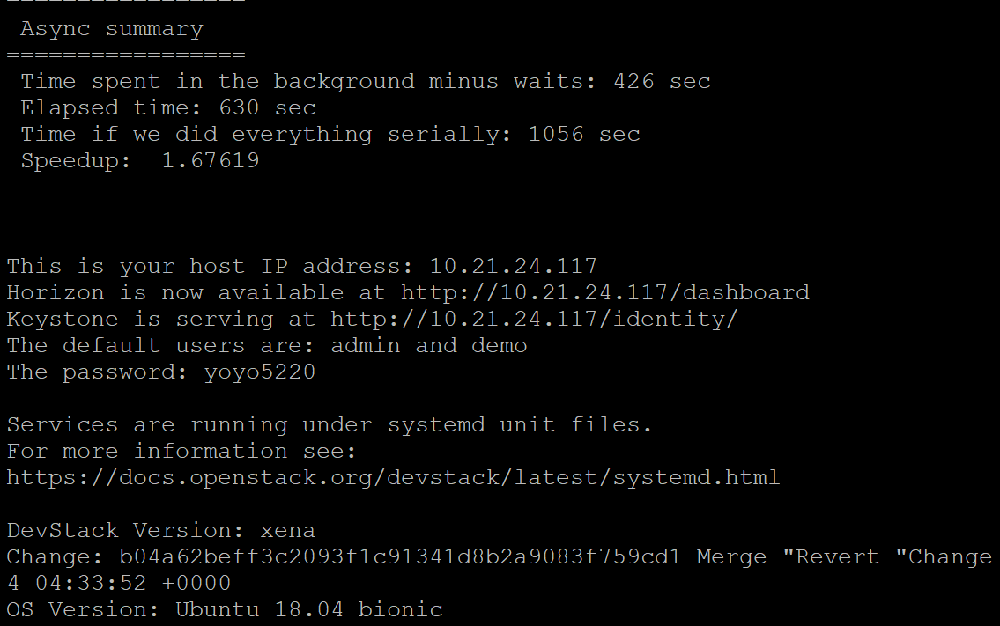 =================
Async summary
=================
Time spent in the background minus waits: 426 sec
Elapsed time: 630 sec
Time if we did everything serially: 1056 sec
Speedup:  1.67619
This is your host IP address: 10.21.24.117
Horizon is now available at http://10.21.24.117/dashboard
Keystone is serving at http://10.21.24.117/identity/
The default users are: admin and demo
The password: yoyo5220
Services are running under systemd unit files.
For more information see:
https://docs.openstack.org/devstack/latest/systemd.html
DevStack Version: xena
Change: b04a62beff3c2093f1c91341d8b2a9083f759cd1 Merge "Revert "Change
4 04:33:52 +0000
OS Version: Ubuntu 18.04 bionic